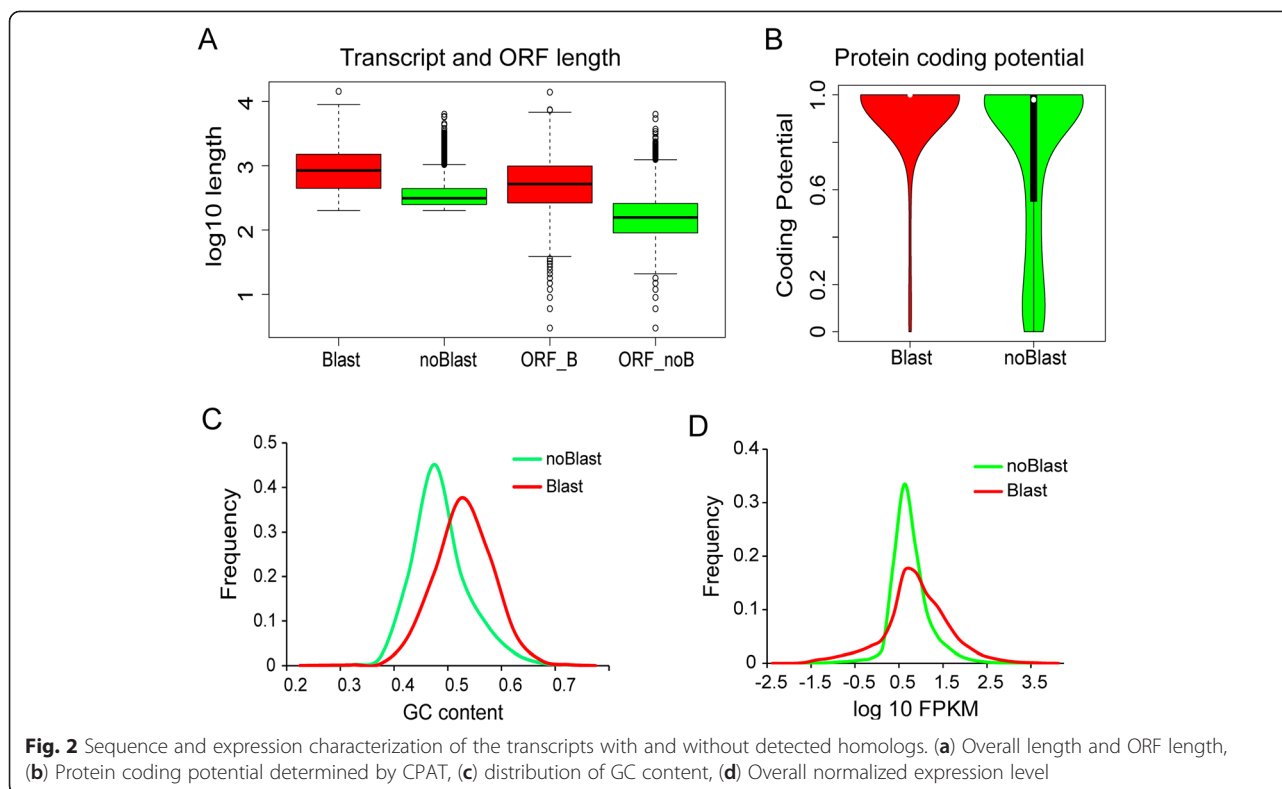 A
Transcript and ORF length
log10 length
4
3
2
1
Blast
noBlast
ORF_B
ORF_noB
B
Protein coding potential
Coding Potential
1.0
0.6
0.2
0
Blast
noBlast
C
Frequency
0.5
0.4
0.3
0.2
0.1
0
noBlast
Blast
0.2 0.3 0.4 0.5 0.6 0.7
GC content
D
Frequency
0.4
0.3
0.2
0.1
0
noBlast
Blast
-2.5 -1.5 -0.5 0.5 1.5 2.5 3.5
log 10 FPKM
Fig. 2 Sequence and expression characterization of the transcripts with and without detected homologs. (a) Overall length and ORF length,
(b) Protein coding potential determined by CPAT, (c) distribution of GC content, (d) Overall normalized expression level